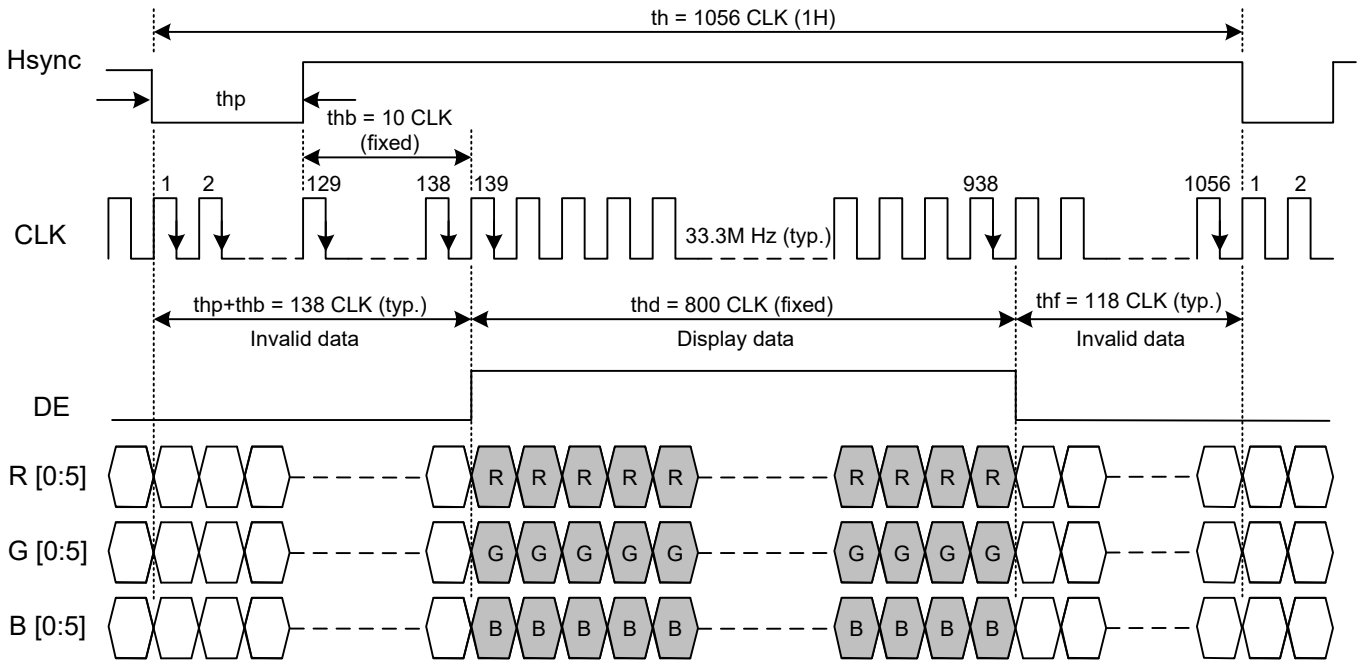 th = 1056 CLK (1H)
Hsync
thp
thb = 10 CLK
(fixed)
1 2 129 138 139 938 1056 1 2
CLK
33.3M Hz (typ.)
thp+thb = 138 CLK (typ.) thd = 800 CLK (fixed) thf = 118 CLK (typ.)
Invalid data Display data Invalid data
DE
R [0:5] R R R R R R R R R
G [0:5] G G G G G G G G G
B [0:5] B B B B B B B B B